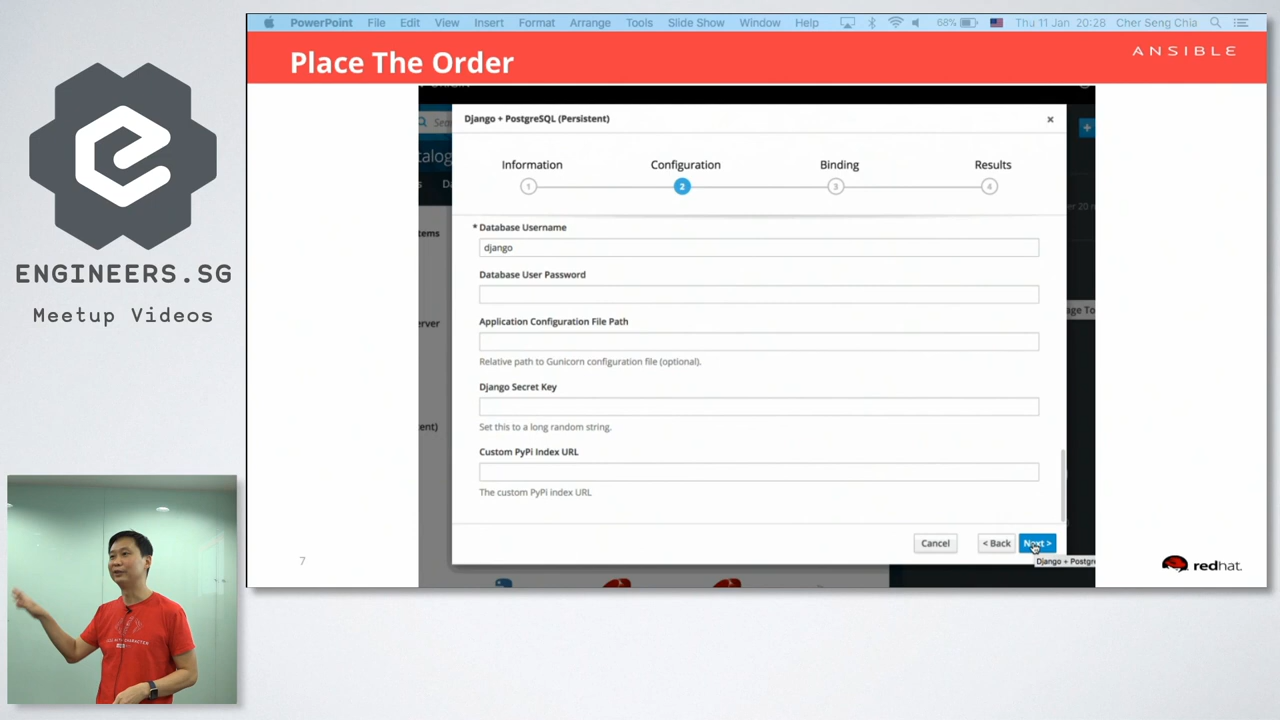 PowerPoint File Edit View Insert Format Arrange Tools Slide Show Window Help 68% Thu 11 Jan 20:28 Cher Seng Chia
Place The Order
ANSIBLE
Django + PostgreSQL (Persistent) ×
Information Configuration Binding Results
1 2 3 4
* Database Username
django
Database User Password
Application Configuration File Path
Relative path to Gunicorn configuration file (optional).
Django Secret Key
Set this to a long random string.
Custom PyPi Index URL
The custom PyPi index URL
Cancel < Back Next >
Django + Postgre
7
redhat.
ENGINEERS.SG
Meetup Videos